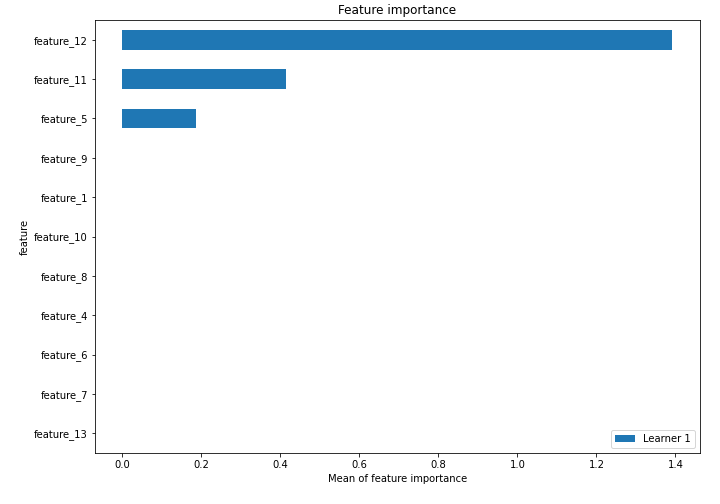 Feature importance
feature_12
feature_11
feature_5
feature_9
feature_1
feature_10
feature_8
feature_4
feature_6
feature_7
feature_13
feature
Learner 1
0.0 0.2 0.4 0.6 0.8 1.0 1.2 1.4
Mean of feature importance